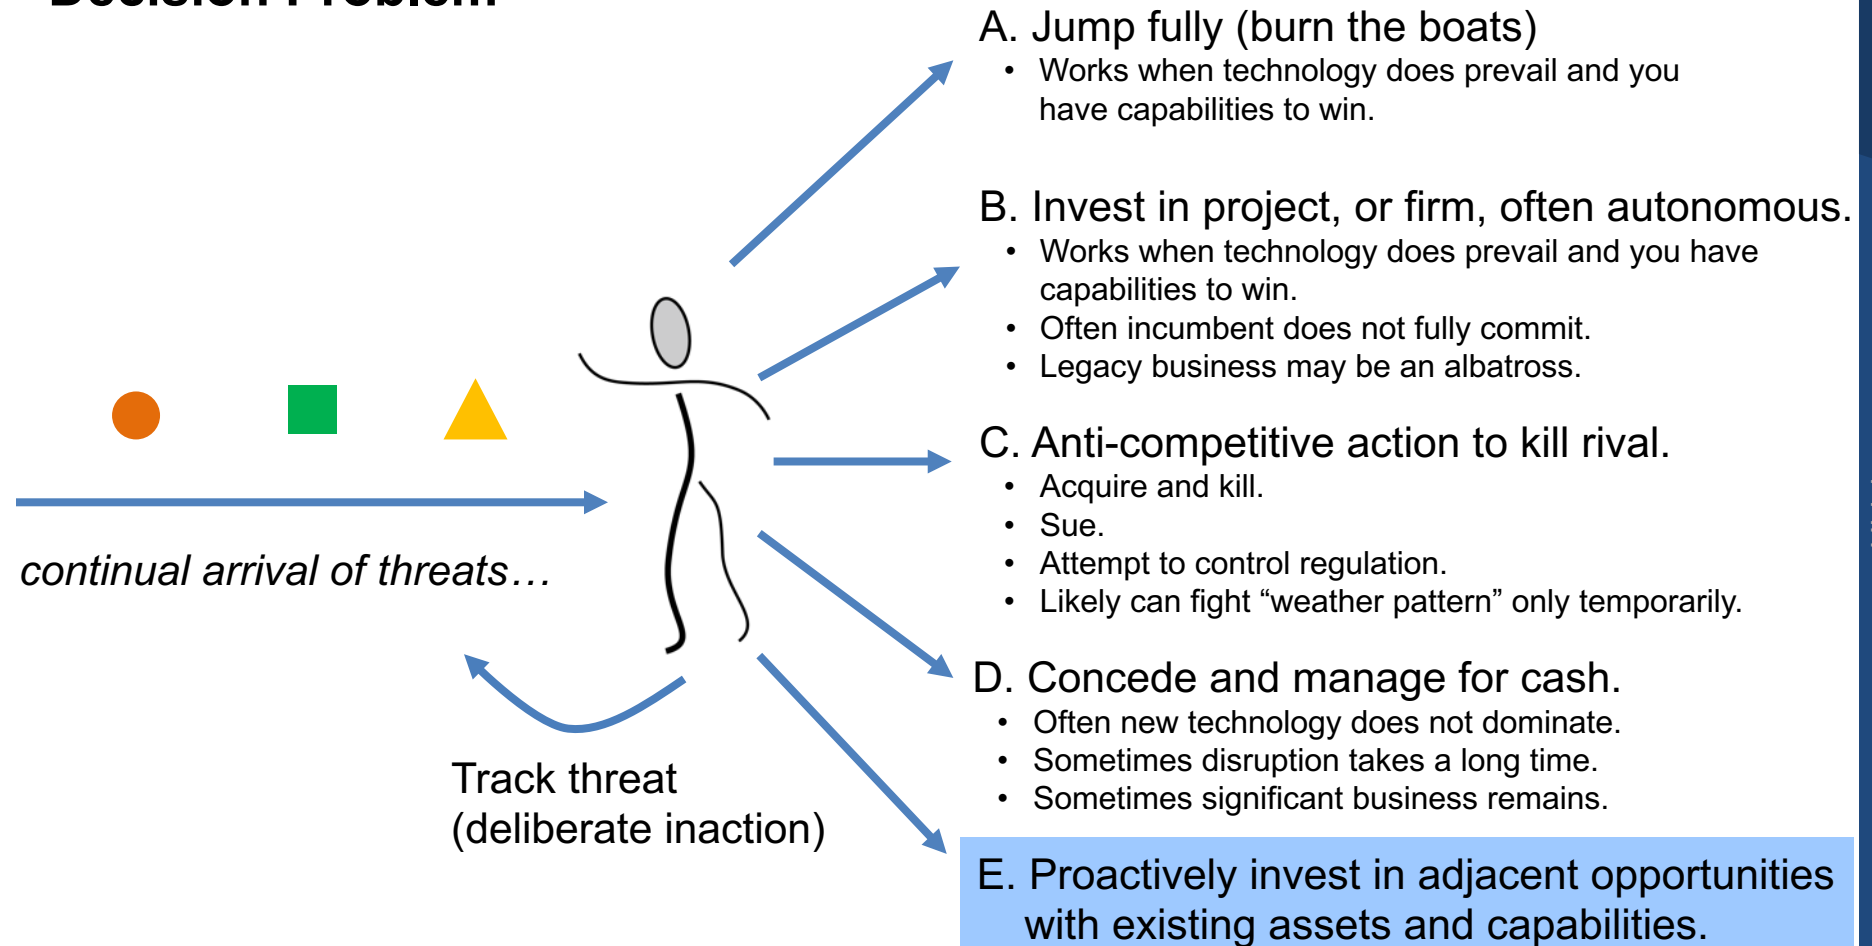 A. Jump fully (burn the boats)
• Works when technology does prevail and you
have capabilities to win.
B. Invest in project, or firm, often autonomous.
• Works when technology does prevail and you have
capabilities to win.
• Often incumbent does not fully commit.
• Legacy business may be an albatross.
C. Anti-competitive action to kill rival.
• Acquire and kill.
• Sue.
• Attempt to control regulation.
• Likely can fight “weather pattern” only temporarily.
continual arrival of threats…
D. Concede and manage for cash.
• Often new technology does not dominate.
• Sometimes disruption takes a long time.
• Sometimes significant business remains.
Track threat
(deliberate inaction)
E. Proactively invest in adjacent opportunities
with existing assets and capabilities.